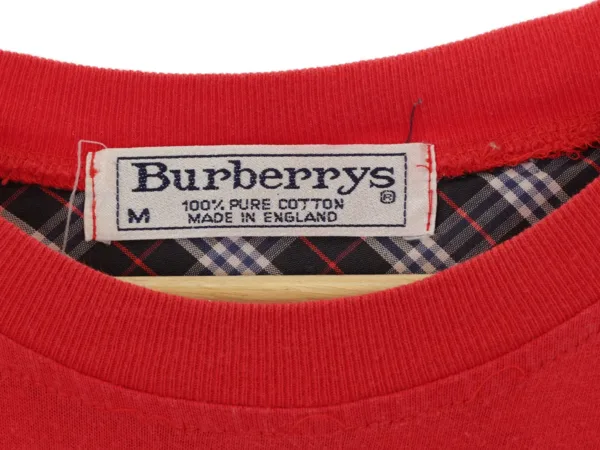 Burberrys®
M 100% PURE COTTON
MADE IN ENGLAND